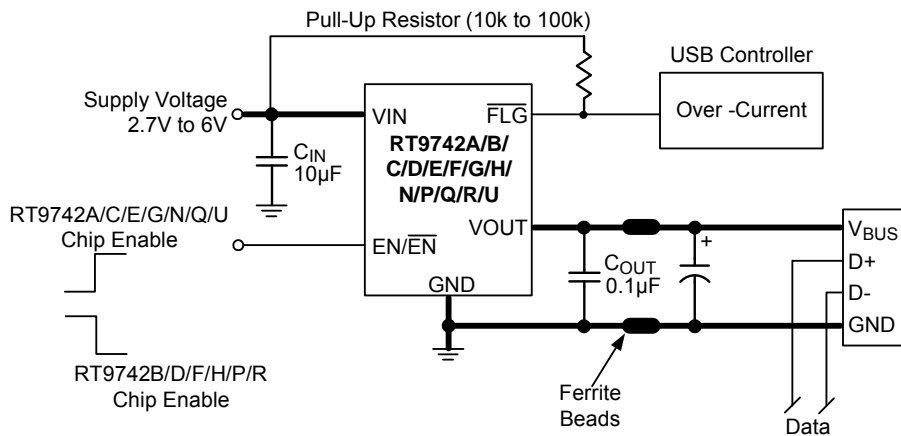 Pull-Up Resistor (10k to 100k)
USB Controller
Supply Voltage
2.7V to 6V
VIN
FLG
Over -Current
RT9742A/B/
C/D/E/F/G/H/
N/P/Q/R/U
CIN
10µF
RT9742A/C/E/G/N/Q/U
Chip Enable
EN/EN
VOUT
GND
COUT
0.1µF
+
VBUS
D+
D-
GND
RT9742B/D/F/H/P/R
Chip Enable
Ferrite
Beads
Data